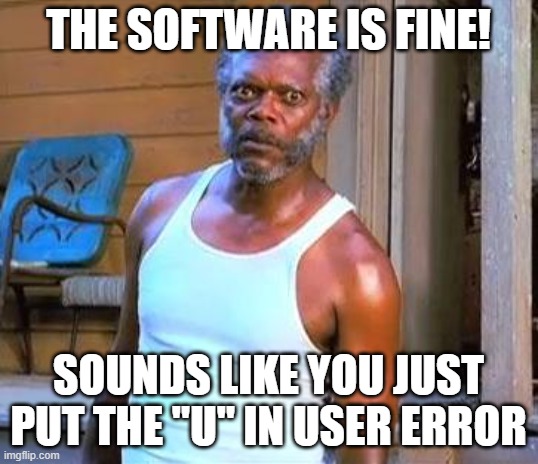 THE SOFTWARE IS FINE!
SOUNDS LIKE YOU JUST
PUT THE "U" IN USER ERROR
imgflip.com